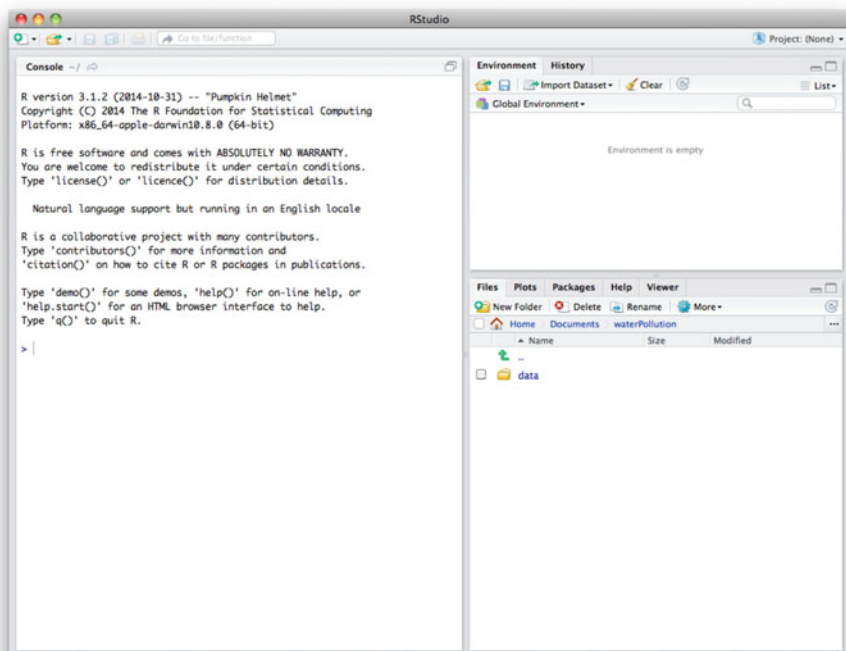 RStudio
Go to file/function
Project: (None)
Console ~/
R version 3.1.2 (2014-10-31) -- "Pumpkin Helmet"
Copyright (C) 2014 The R Foundation for Statistical Computing
Platform: x86_64-apple-darwin10.8.0 (64-bit)
R is free software and comes with ABSOLUTELY NO WARRANTY.
You are welcome to redistribute it under certain conditions.
Type 'license()' or 'licence()' for distribution details.
Natural language support but running in an English locale
R is a collaborative project with many contributors.
Type 'contributors()' for more information and
'citation()' on how to cite R or R packages in publications.
Type 'demo()' for some demos, 'help()' for on-line help, or
'help.start()' for an HTML browser interface to help.
Type 'q()' to quit R.
>
Environment History
Import Dataset Clear List
Global Environment
Environment is empty
Files Plots Packages Help Viewer
New Folder Delete Rename More
Home Documents waterPollution ...
Name Size Modified
..
data